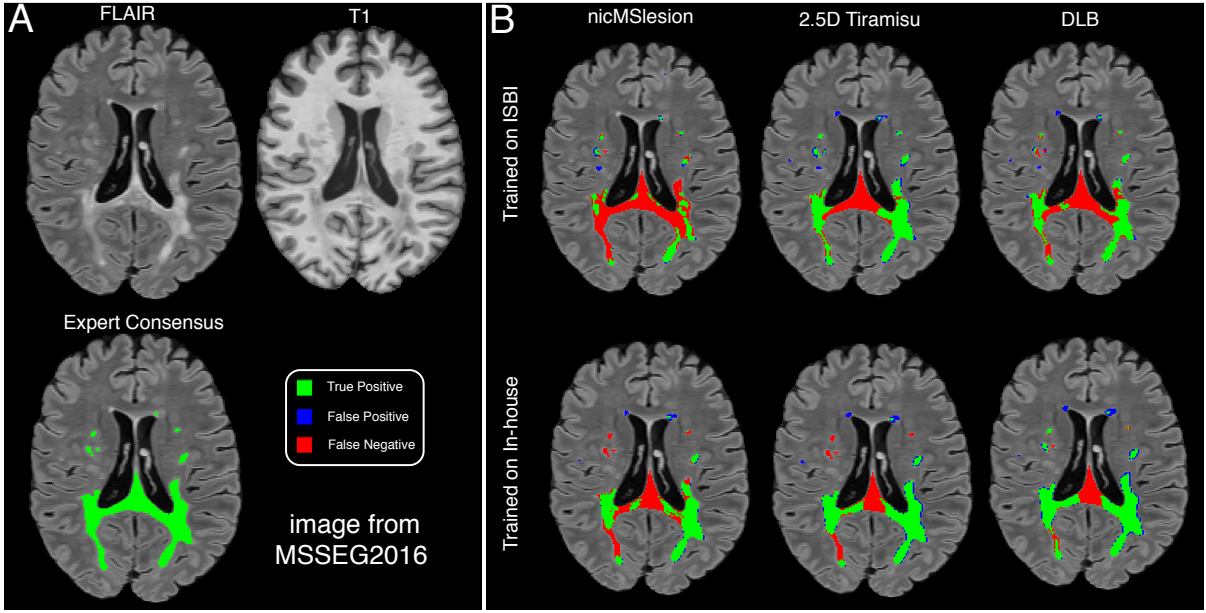 A
FLAIR
T1
Expert Consensus
True Positive
False Positive
False Negative
image from
MSSEG2016
B
nicMSlesion
2.5D Tiramisu
DLB
Trained on ISBI
Trained on In-house